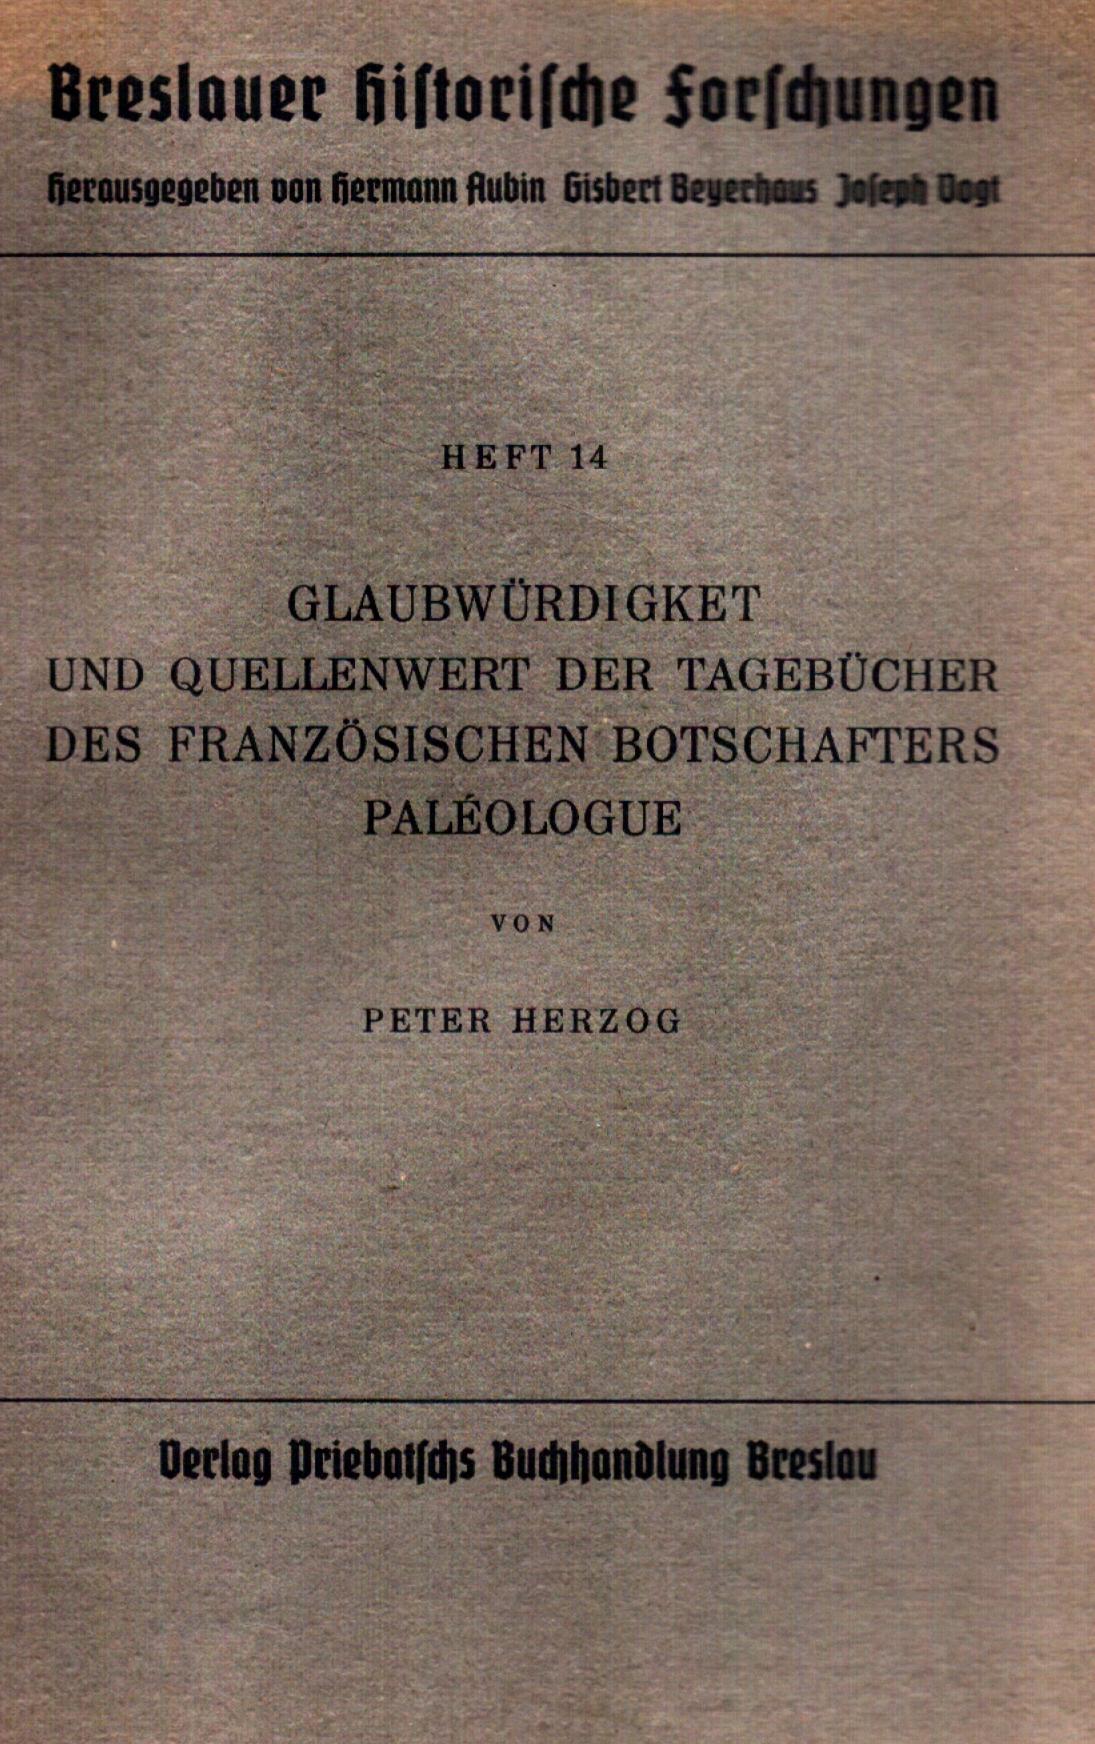 Breslauer Hiſtoriſche Forſchungen
Herausgegeben von Hermann Aubin Gisbert Beyerhaus Joſeph Vogt
HEFT 14
GLAUBWÜRDIGKET
UND QUELLENWERT DER TAGEBÜCHER
DES FRANZÖSISCHEN BOTSCHAFTERS
PALÉOLOGUE
VON
PETER HERZOG
Verlag Priebatſchs Buchhandlung Breslau